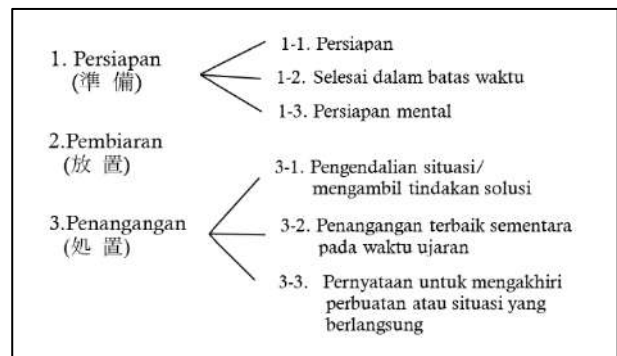 1. Persiapan
(準 備)
1-1. Persiapan
1-2. Selesai dalam batas waktu
1-3. Persiapan mental
2.Pembiaran
(放 置)
3.Penangangan
(処 置)
3-1. Pengendalian situasi/
mengambil tindakan solusi
3-2. Penangan terbaik sementara
pada waktu ujaran
3-3. Pernyataan untuk mengakhiri
perbuatan atau situasi yang
berlangsung